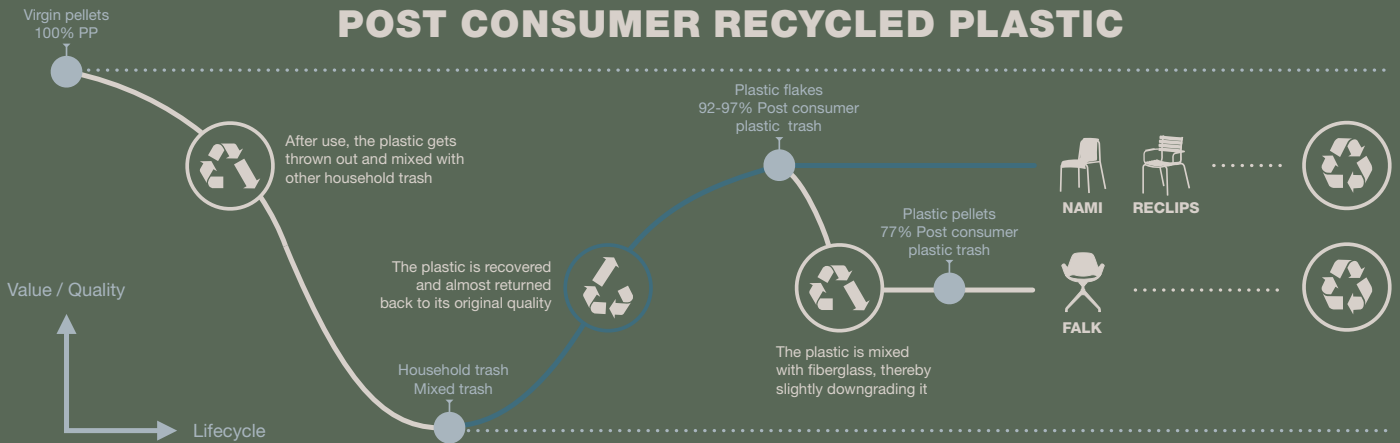 POST CONSUMER RECYCLED PLASTIC
Virgin pellets
100% PP
After use, the plastic gets
thrown out and mixed with
other household trash
Plastic flakes
92-97% Post consumer
plastic trash
NAMI
RECLIPS
Plastic pellets
77% Post consumer
plastic trash
The plastic is recovered
and almost returned
back to its original quality
FALK
Value / Quality
The plastic is mixed
with fiberglass, thereby
slightly downgrading it
Household trash
Mixed trash
Lifecycle